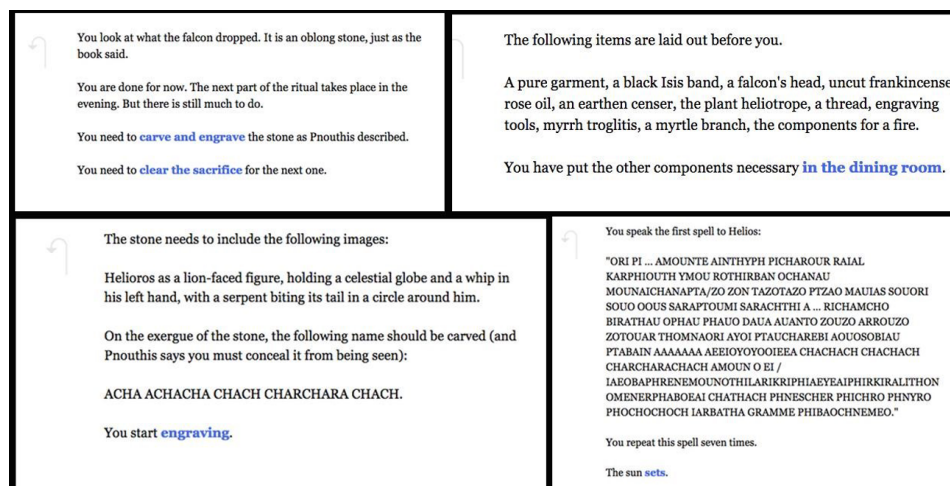 You look at what the falcon dropped. It is an oblong stone, just as the
book said.
You are done for now. The next part of the ritual takes place in the
evening. But there is still much to do.
You need to carve and engrave the stone as Pnouthis described.
You need to clear the sacrifice for the next one.
The following items are laid out before you.
A pure garment, a black Isis band, a falcon's head, uncut frankincense
rose oil, an earthen censer, the plant heliotrope, a thread, engraving
tools, myrrh troglitis, a myrtle branch, the components for a fire.
You have put the other components necessary in the dining room.
The stone needs to include the following images:
Helioros as a lion-faced figure, holding a celestial globe and a whip in
his left hand, with a serpent biting its tail in a circle around him.
On the exergue of the stone, the following name should be carved (and
Pnouthis says you must conceal it from being seen):
ACHA ACHACHA CHACH CHARCHARA CHACH.
You start engraving.
You speak the first spell to Helios:
"ORI PI ... AMOUNTE AINTHYPH PICHAROUR RAIAL
KARPHIOUTH YMOU ROTHIRBAN OCHANAU
MOUNAICHANAPTA/ZO ZON TAZOTAZO PTZAO MAUIAS SOUORI
SOUO OOUS SARAPTOUMI SARACHTHI A ... RICHAMCHO
BIRATHAU OPHAU PHAUO DAUA AUANTO ZOUZO ARROUZO
ZOTOUAR THOMNAORI AYOI PTAUCHAREBI AOUOSOBIAU
PTABAIN AAAAAAA AEEIOYOYOOIEEA CHACHACH CHACHACH
CHARCHARACHACH AMOUN O EI /
IAEOBAPHRENEMOUNOTHILARIKRIPHIAEYEAIPHIRKIRALITHON
OMENERPHABOEAI CHATHACH PHNESCHER PHICHRO PHNYRO
PHOCHOCHOCH IARBATHA GRAMME PHIBAOCHNEMEO."
You repeat this spell seven times.
The sun sets.